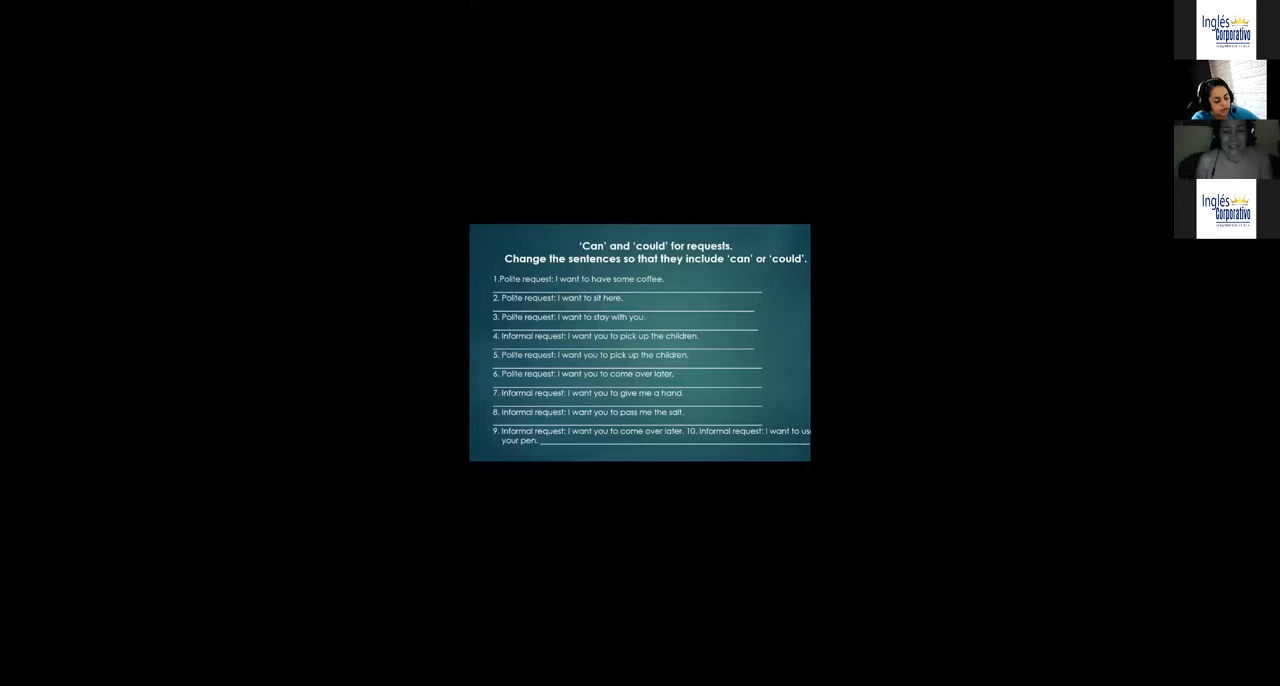 'Can' and 'could' for requests.
Change the sentences so that they include 'can' or 'could'.
1.Polite request: I want to have some coffee.
2. Polite request: I want to sit here.
3. Polite request: I want to stay with you.
4. Informal request: I want you to pick up the children.
5. Polite request: I want you to pick up the children.
6. Polite request: I want you to come over later.
7. Informal request: I want you to give me a hand.
8. Informal request: I want you to pass me the salt.
9. Informal request: I want you to come over later. 10. Informal request: I want to us
your pen.
Inglés
Corporativo
Inglés
Corporativo